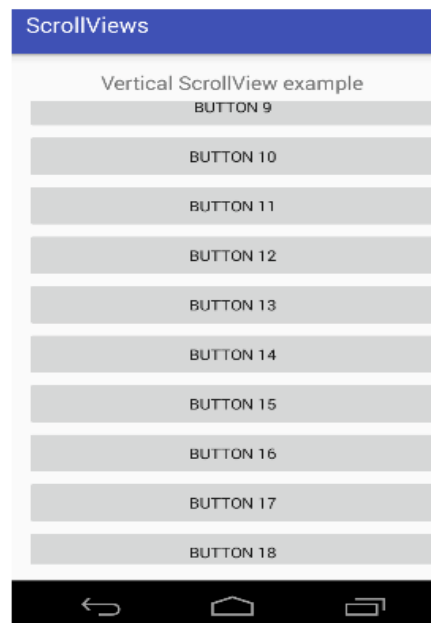 ScrollViews
Vertical ScrollView example
BUTTON 9
BUTTON 10
BUTTON 11
BUTTON 12
BUTTON 13
BUTTON 14
BUTTON 15
BUTTON 16
BUTTON 17
BUTTON 18